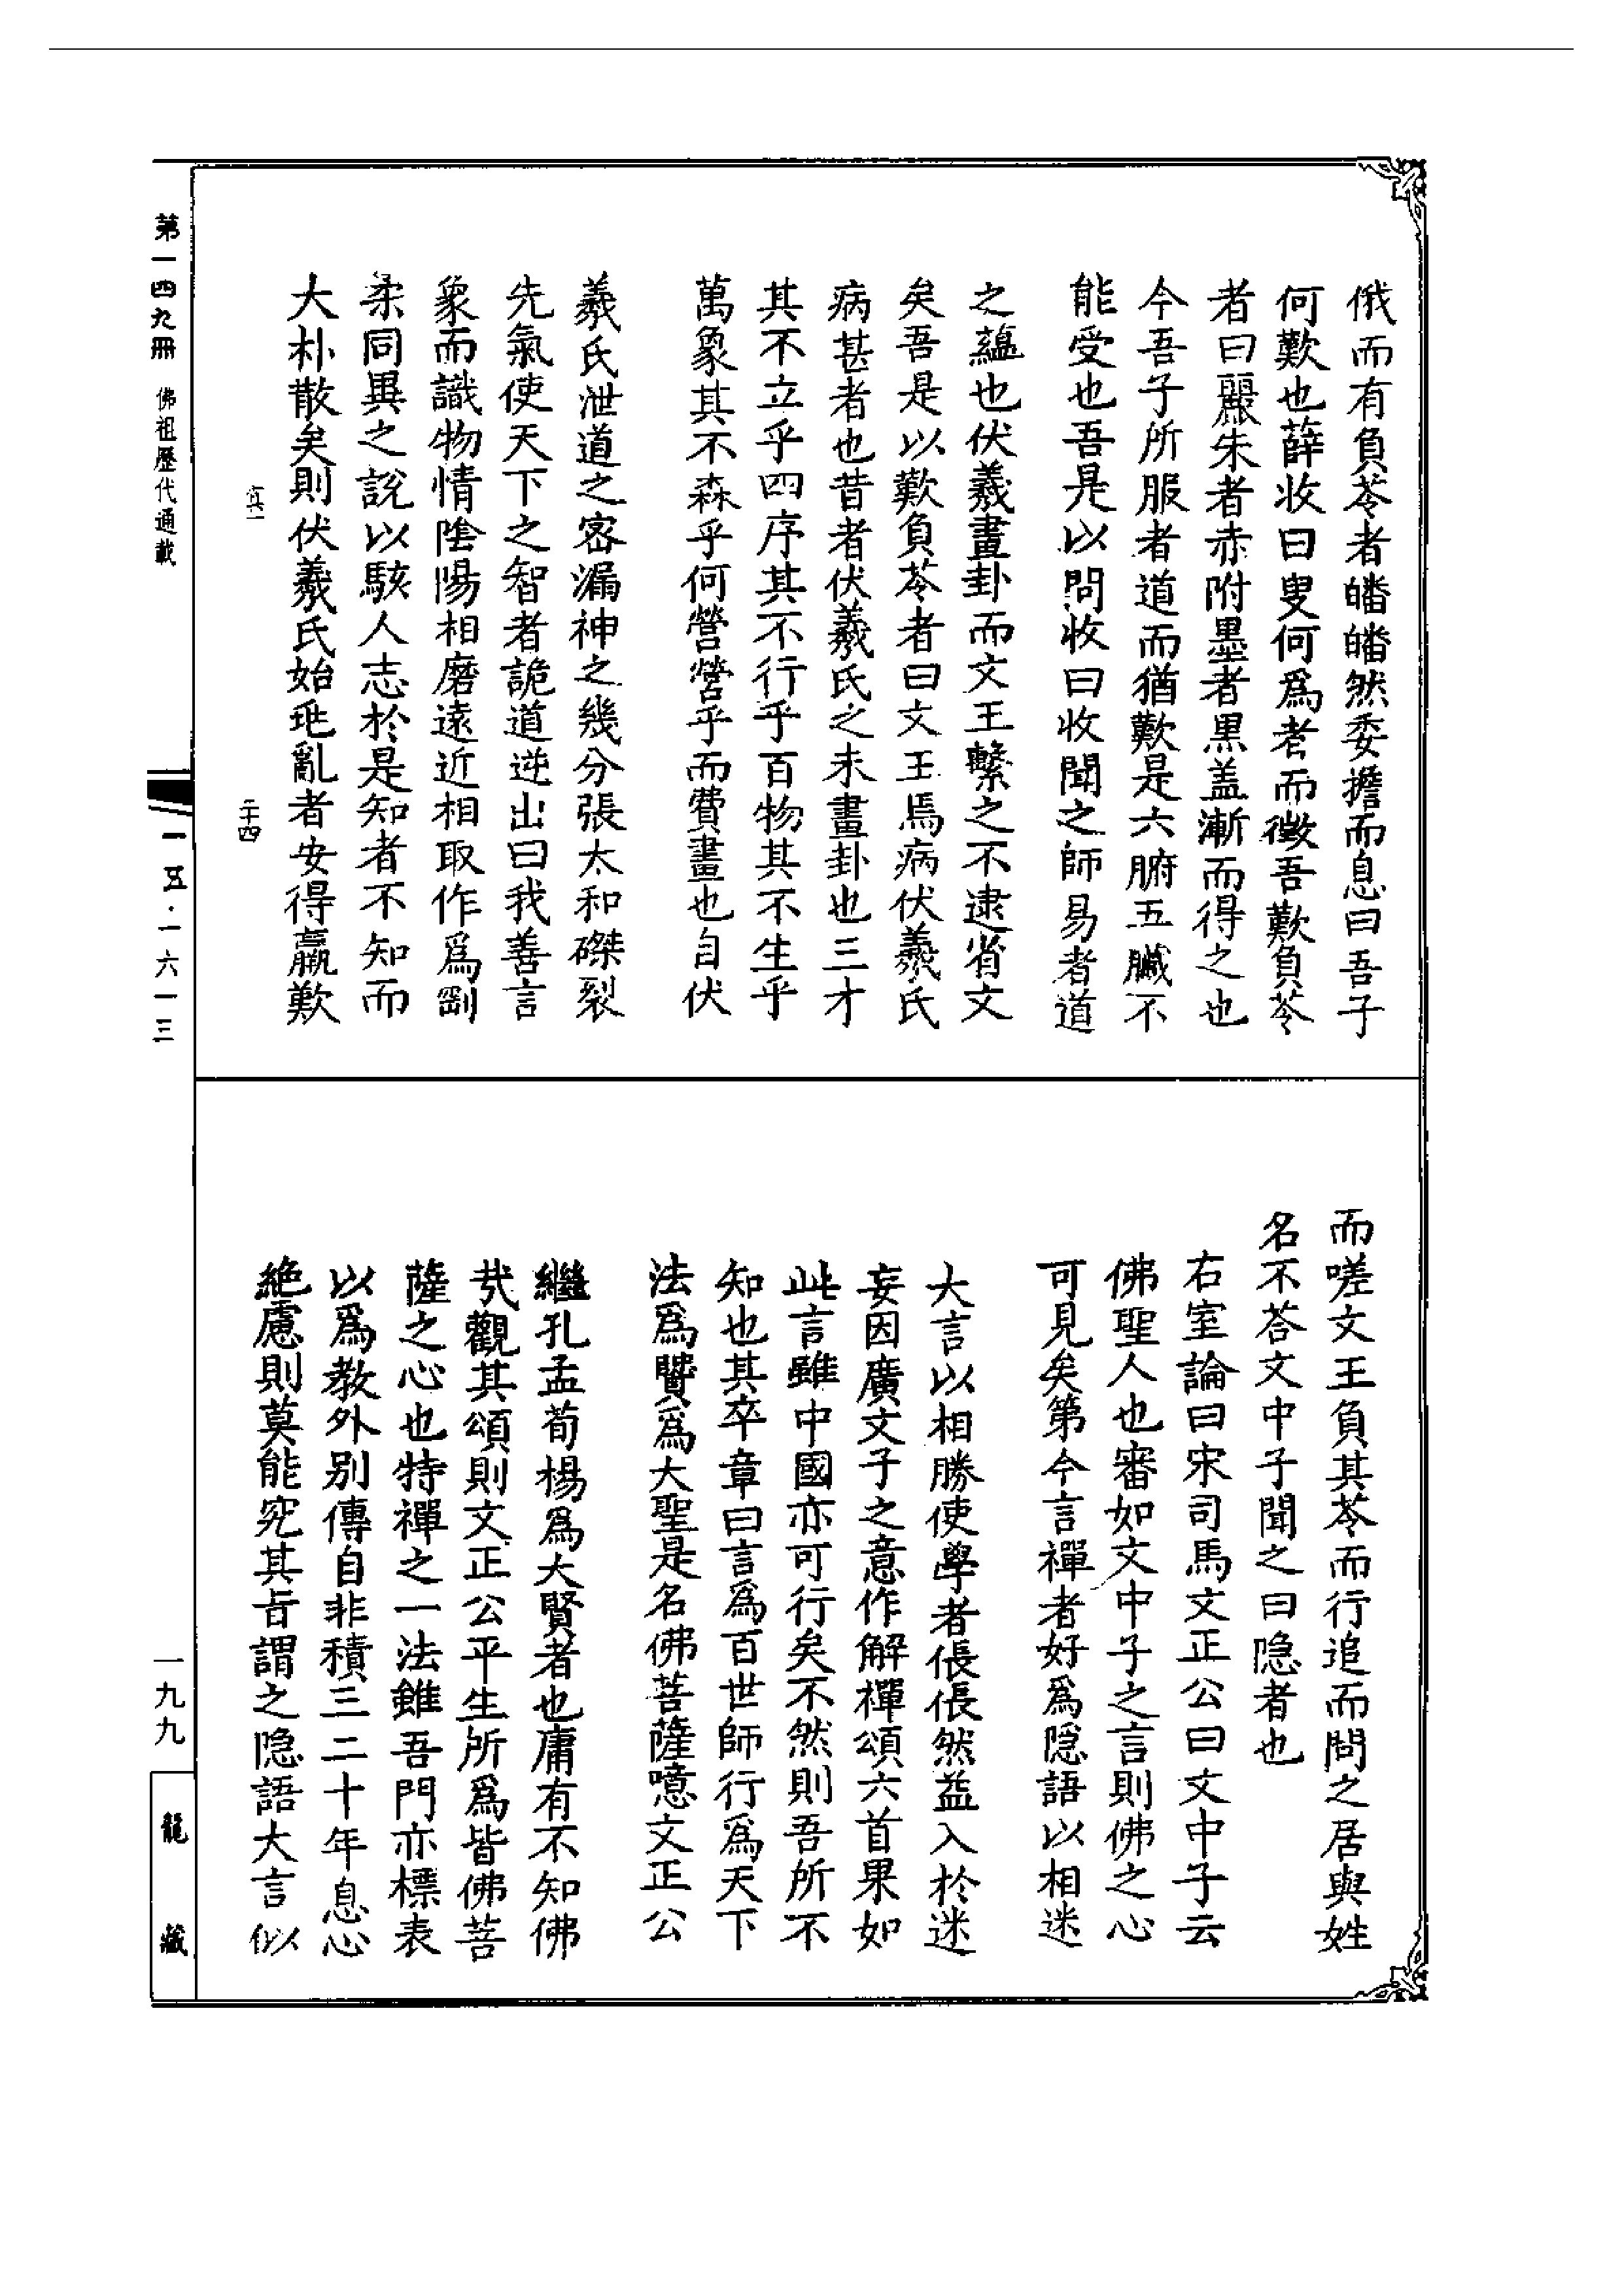 俄而有負苓者皤皤然委擔而息曰吾子
何歎也薛收曰叟何爲者而徵吾歎負苓
者曰麗朱者赤附墨者黒盖漸而得之也
今吾子所服者道而猶歎是六腑五臟不
能受也吾是以問收曰收聞之師易者道
之蘊也伏羲畫卦而文王繫之不逮省文
矣吾是以歎負苓者曰文王焉病伏羲氏
病甚者也昔者伏羲氏之未畫卦也三才
其不立乎四序其不行乎百物其不生乎
萬象其不森乎何營營乎而費畫也自伏
羲氏泄道之密漏神之幾分張太和磔裂
先氣使天下之智者詭道逆出曰我善言
象而識物情陰陽相磨遠近相取作爲剛
柔同異之說以駭人志於是知者不知而
大朴散矣則伏羲氏始兆亂者安得羸歎
二十四
而嗟文王負其苓而行追而問之居與姓
名不荅文中子聞之曰隐者也
右室論曰宋司馬文正公曰文中子云
佛聖人也審如文中子之言則佛之心
可見矣第今言禪者好爲隐語以相迷
大言以相勝使學者倀倀然益入於迷
妄因廣文子之意作解禪頌六首果如
此言雖中國亦可行矣不然則吾所不
知也其卒章曰言爲百世師行爲天下
法爲賢爲大聖是名佛菩薩噫文正公
繼孔孟荀楊爲大賢者也庸有不知佛
㢤觀其頌則文正公平生所爲皆佛菩
薩之心也特禪之一法雖吾門亦標表
以爲教外别傳自非積三二十年息心
絶慮則莫能究其旨謂之隐語大言似
第一四九冊 佛祖歷代通載
一五·一六一三
一九九
龍藏